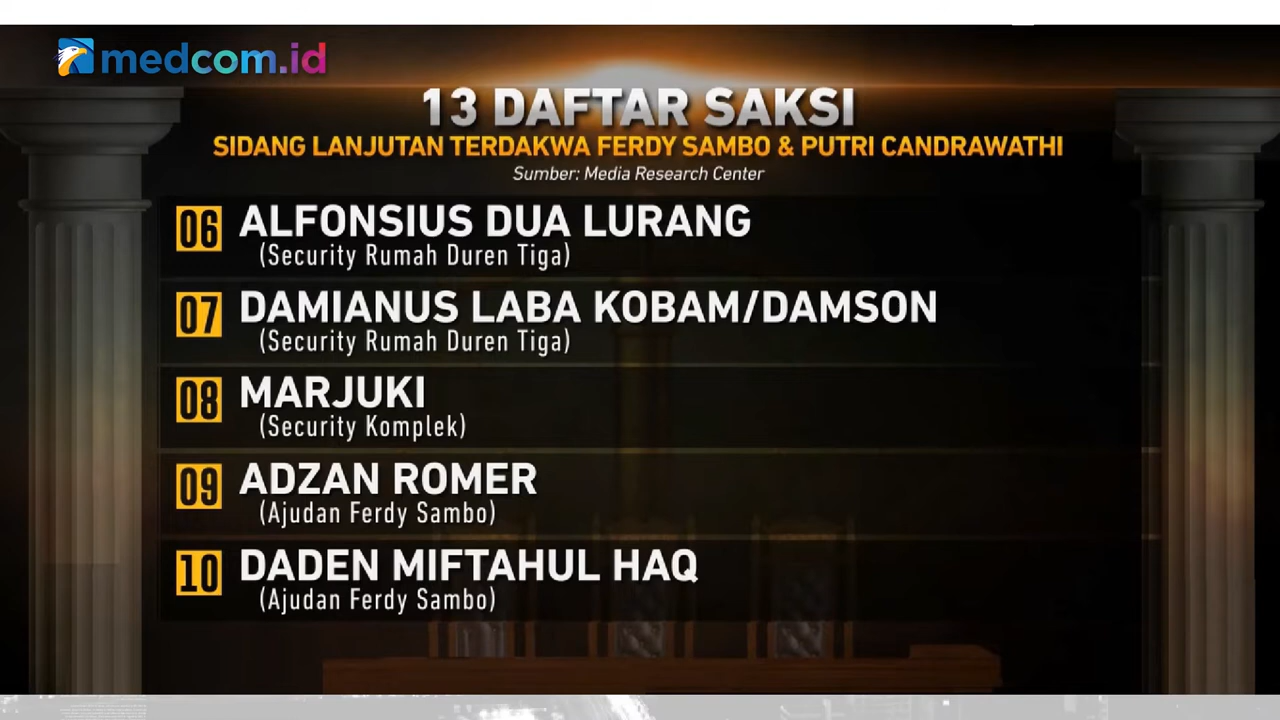 medcom.id
13 DAFTAR SAKSI
SIDANG LANJUTAN TERDAKWA FERDY SAMBO & PUTRI CANDRAWATHI
Sumber: Media Research Center
06 ALFONSIUS DUA LURANG
(Security Rumah Duren Tiga)
07 DAMIANUS LABA KOBAM/DAMSON
(Security Rumah Duren Tiga)
08 MARJUKI
(Security Komplek)
09 ADZAN ROMER
(Ajudan Ferdy Sambo)
10 DADEN MIFTAHUL HAQ
(Ajudan Ferdy Sambo)